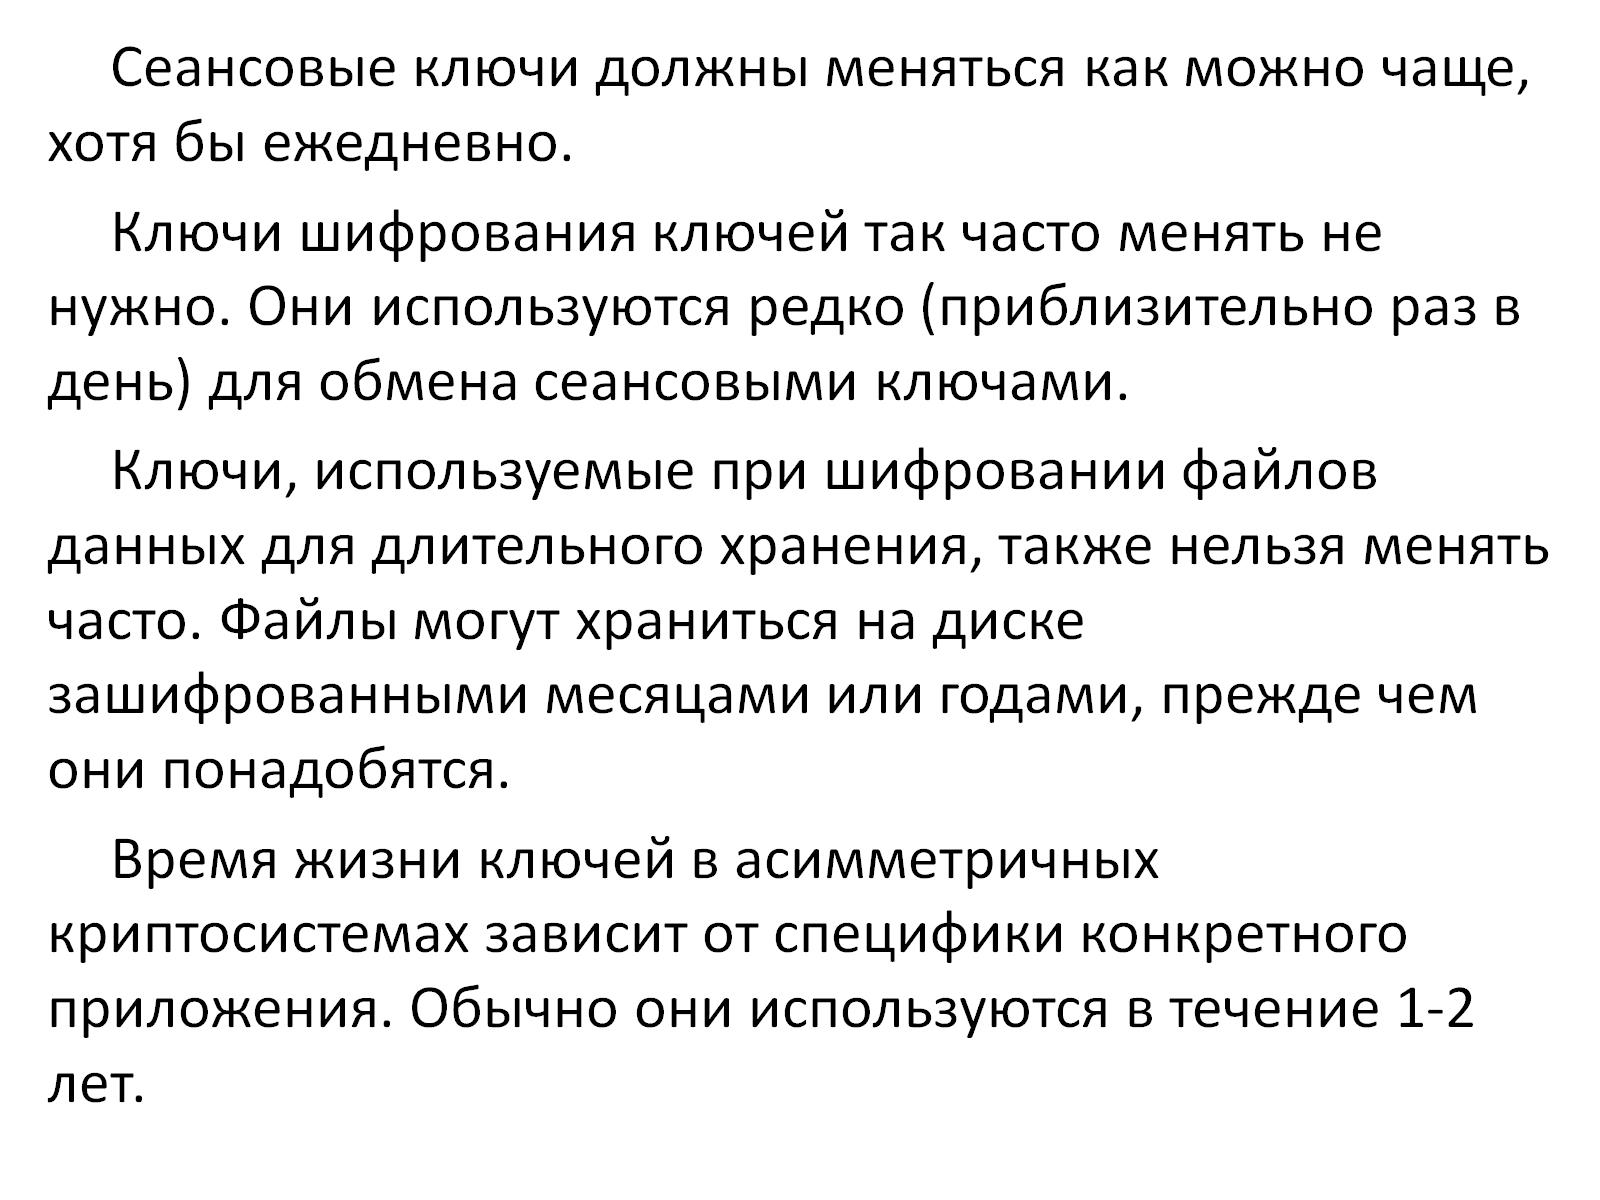 Сеансовые ключи должны меняться как можно чаще,
хотя бы ежедневно.
Ключи шифрования ключей так часто менять не
нужно. Они используются редко (приблизительно раз в
день) для обмена сеансовыми ключами.
Ключи, используемые при шифровании файлов
данных для длительного хранения, также нельзя менять
часто. Файлы могут храниться на диске
зашифрованными месяцами или годами, прежде чем
они понадобятся.
Время жизни ключей в асимметричных
криптосистемах зависит от специфики конкретного
приложения. Обычно они используются в течение 1-2
лет.